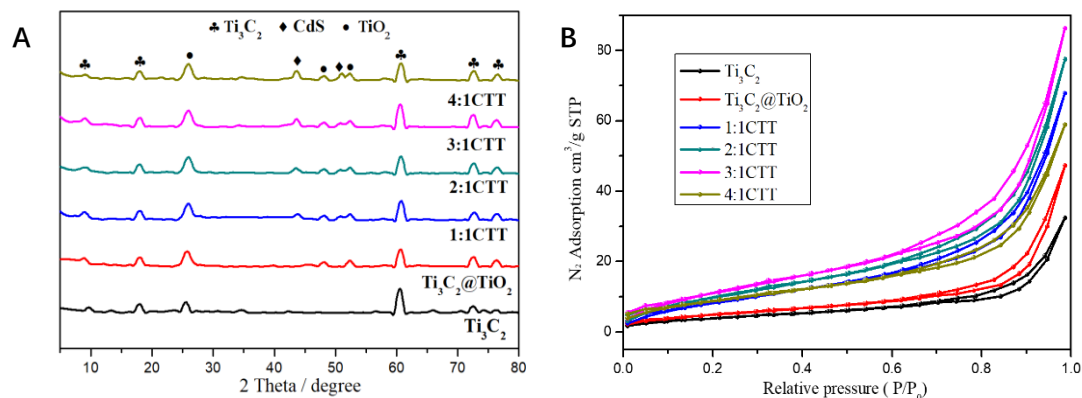 A
♣ Ti₃C₂ ♦ CdS • TiO₂
4:1CTT
3:1CTT
2:1CTT
1:1CTT
Ti₃C₂@TiO₂
Ti₃C₂
10 20 30 40 50 60 70 80
2 Theta / degree
B
N₂ Adsorption cm³/g STP
80
60
40
20
0
Ti₃C₂
Ti₃C₂@TiO₂
1:1CTT
2:1CTT
3:1CTT
4:1CTT
0.0 0.2 0.4 0.6 0.8 1.0
Relative pressure ( P/P₀)